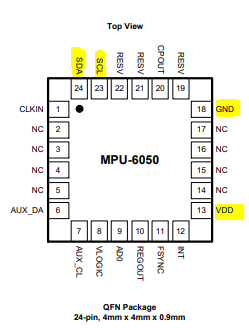 Top View
SDA
SCL
RESV
RESV
CPOUT
RESV
24 23 22 21 20 19
CLKIN 1 18 GND
NC 2 17 NC
NC 3 16 NC
MPU-6050
NC 4 15 NC
NC 5 14 NC
AUX_DA 6 13 VDD
7 8 9 10 11 12
AUX_CL
VLOGIC
AD0
REGOUT
FSYNC
INT
QFN Package
24-pin, 4mm x 4mm x 0.9mm